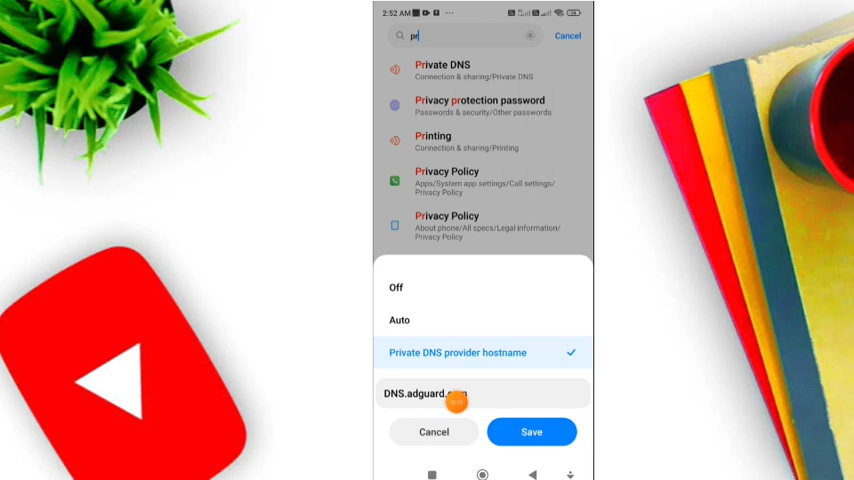 2:52 AM
pr
Cancel
Private DNS
Connection & sharing/Private DNS
Privacy protection password
Passwords & security/Other passwords
Printing
Connection & sharing/Printing
Privacy Policy
Apps/System app settings/Call settings/
Privacy Policy
Privacy Policy
About phone/All specs/Legal information/
Privacy Policy
Off
Auto
Private DNS provider hostname
DNS.adguard.
Cancel
Save